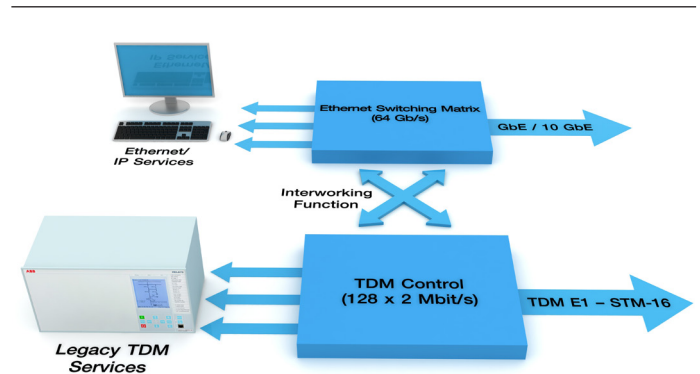 Ethernet Switching Matrix
(64 Gb/s)
GbE / 10 GbE
Ethernet/
IP Services
Interworking
Function
ABB
TDM Control
(128 x 2 Mbit/s)
TDM E1 – STM-16
Legacy TDM
Services